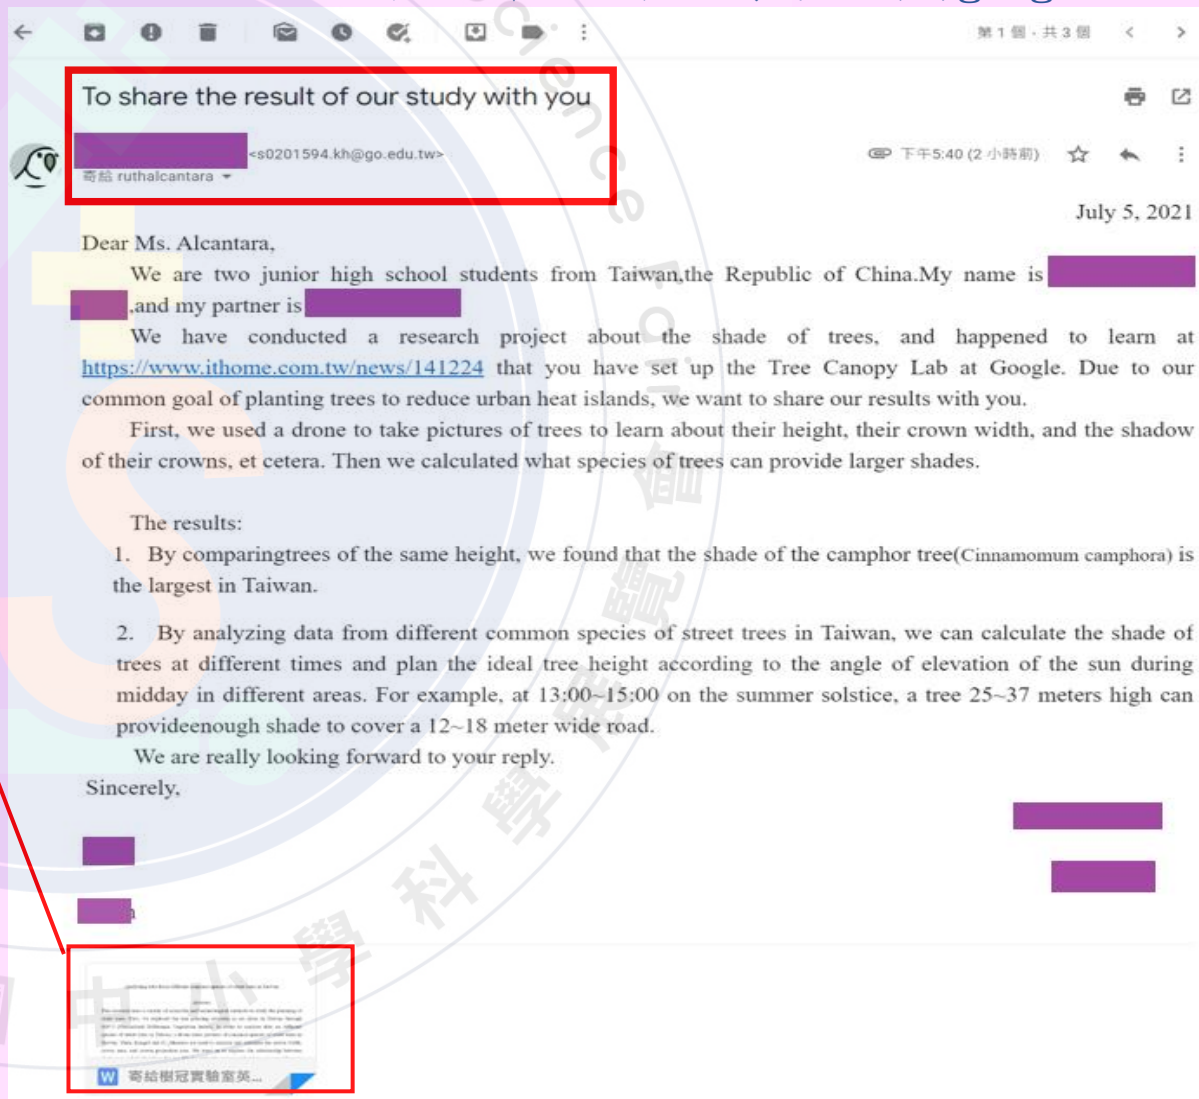 第 1 個，共 3 個
To share the result of our study with you
<s0201594.kh@go.edu.tw>
下午5:40 (2 小時前)
寄給 ruthalcantara
July 5, 2021
Dear Ms. Alcantara,
We are two junior high school students from Taiwan,the Republic of China.My name is
,and my partner is
We have conducted a research project about the shade of trees, and happened to learn at
https://www.ithome.com.tw/news/141224 that you have set up the Tree Canopy Lab at Google. Due to our
common goal of planting trees to reduce urban heat islands, we want to share our results with you.
First, we used a drone to take pictures of trees to learn about their height, their crown width, and the shadow
of their crowns, et cetera. Then we calculated what species of trees can provide larger shades.
The results:
1. By comparingtrees of the same height, we found that the shade of the camphor tree(Cinnamomum camphora) is
the largest in Taiwan.
2. By analyzing data from different common species of street trees in Taiwan, we can calculate the shade of
trees at different times and plan the ideal tree height according to the angle of elevation of the sun during
midday in different areas. For example, at 13:00~15:00 on the summer solstice, a tree 25~37 meters high can
provideenough shade to cover a 12~18 meter wide road.
We are really looking forward to your reply.
Sincerely,
W 寄給樹冠實驗室英...
中小學科學展覽會